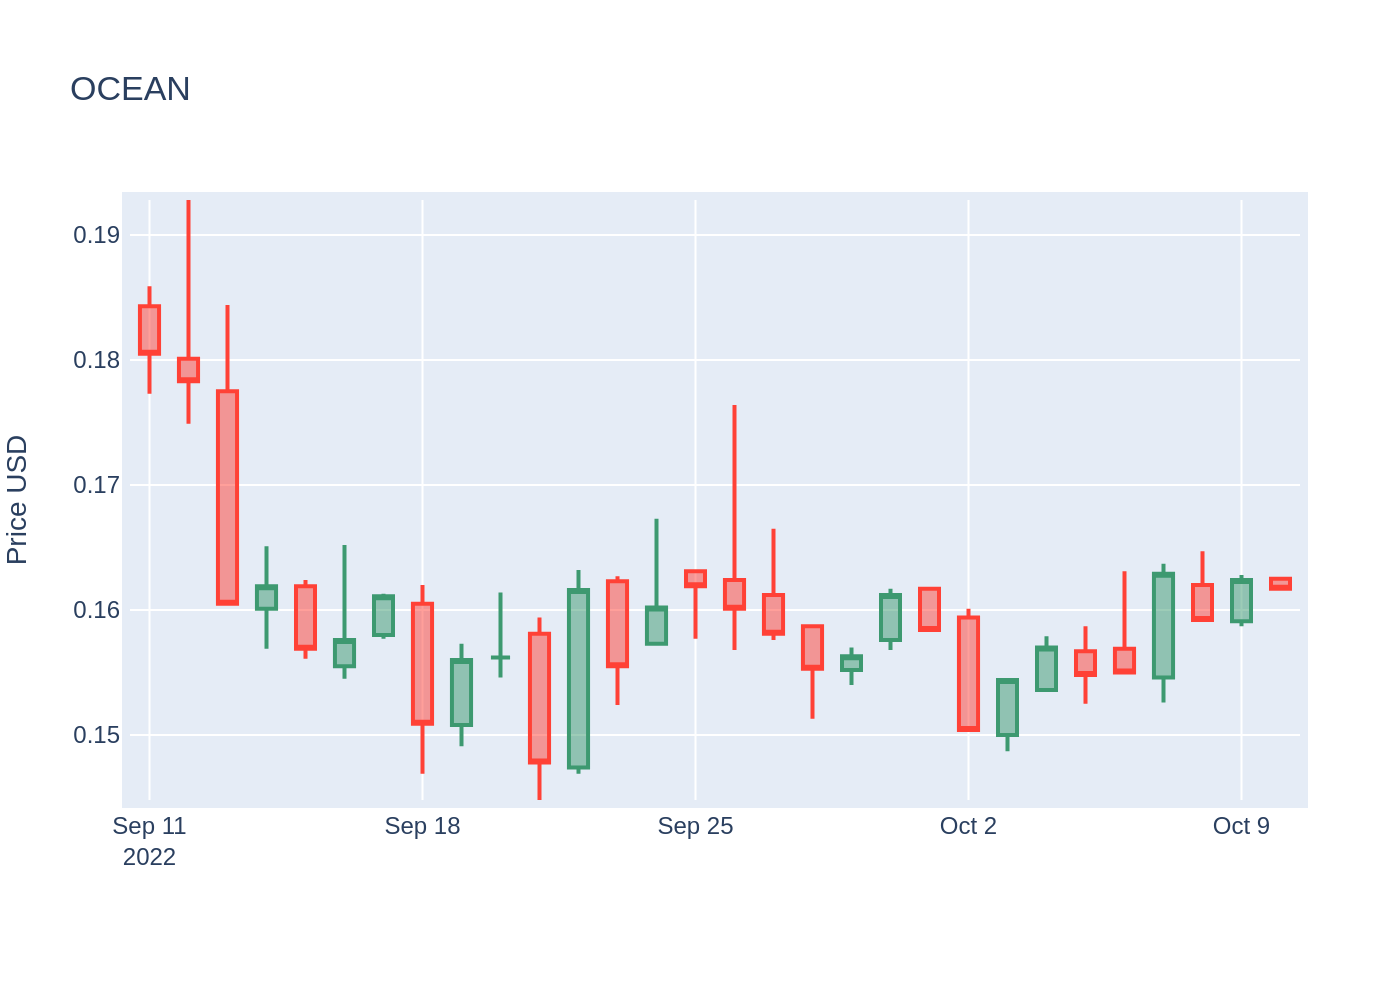 OCEAN
Price USD
0.19
0.18
0.17
0.16
0.15
Sep 11
2022
Sep 18
Sep 25
Oct 2
Oct 9